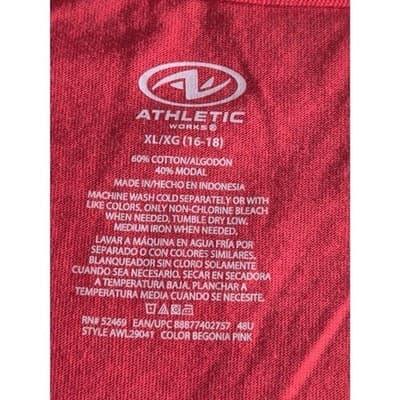 ATHLETIC
WORKS®
XL/XG (16-18)
60% COTTON/ALGODÓN
40% MODAL
MADE IN/HECHO EN INDONESIA
MACHINE WASH COLD SEPARATELY OR WITH
LIKE COLORS, ONLY NON-CHLORINE BLEACH
WHEN NEEDED, TUMBLE DRY LOW.
MEDIUM IRON WHEN NEEDED.
LAVAR A MÁQUINA EN AGUA FRÍA POR
SEPARADO O CON COLORES SIMILARES.
BLANQUEADOR SIN CLORO SOLAMENTE
CUANDO SEA NECESARIO. SECAR EN SECADORA
A TEMPERATURA BAJA. PLANCHAR A
TEMPERATURA MEDIA CUANDO SE NECESITE.
RN# 52469 EAN/UPC 88877402757 48U
STYLE AWL29041 COLOR BEGONIA PINK